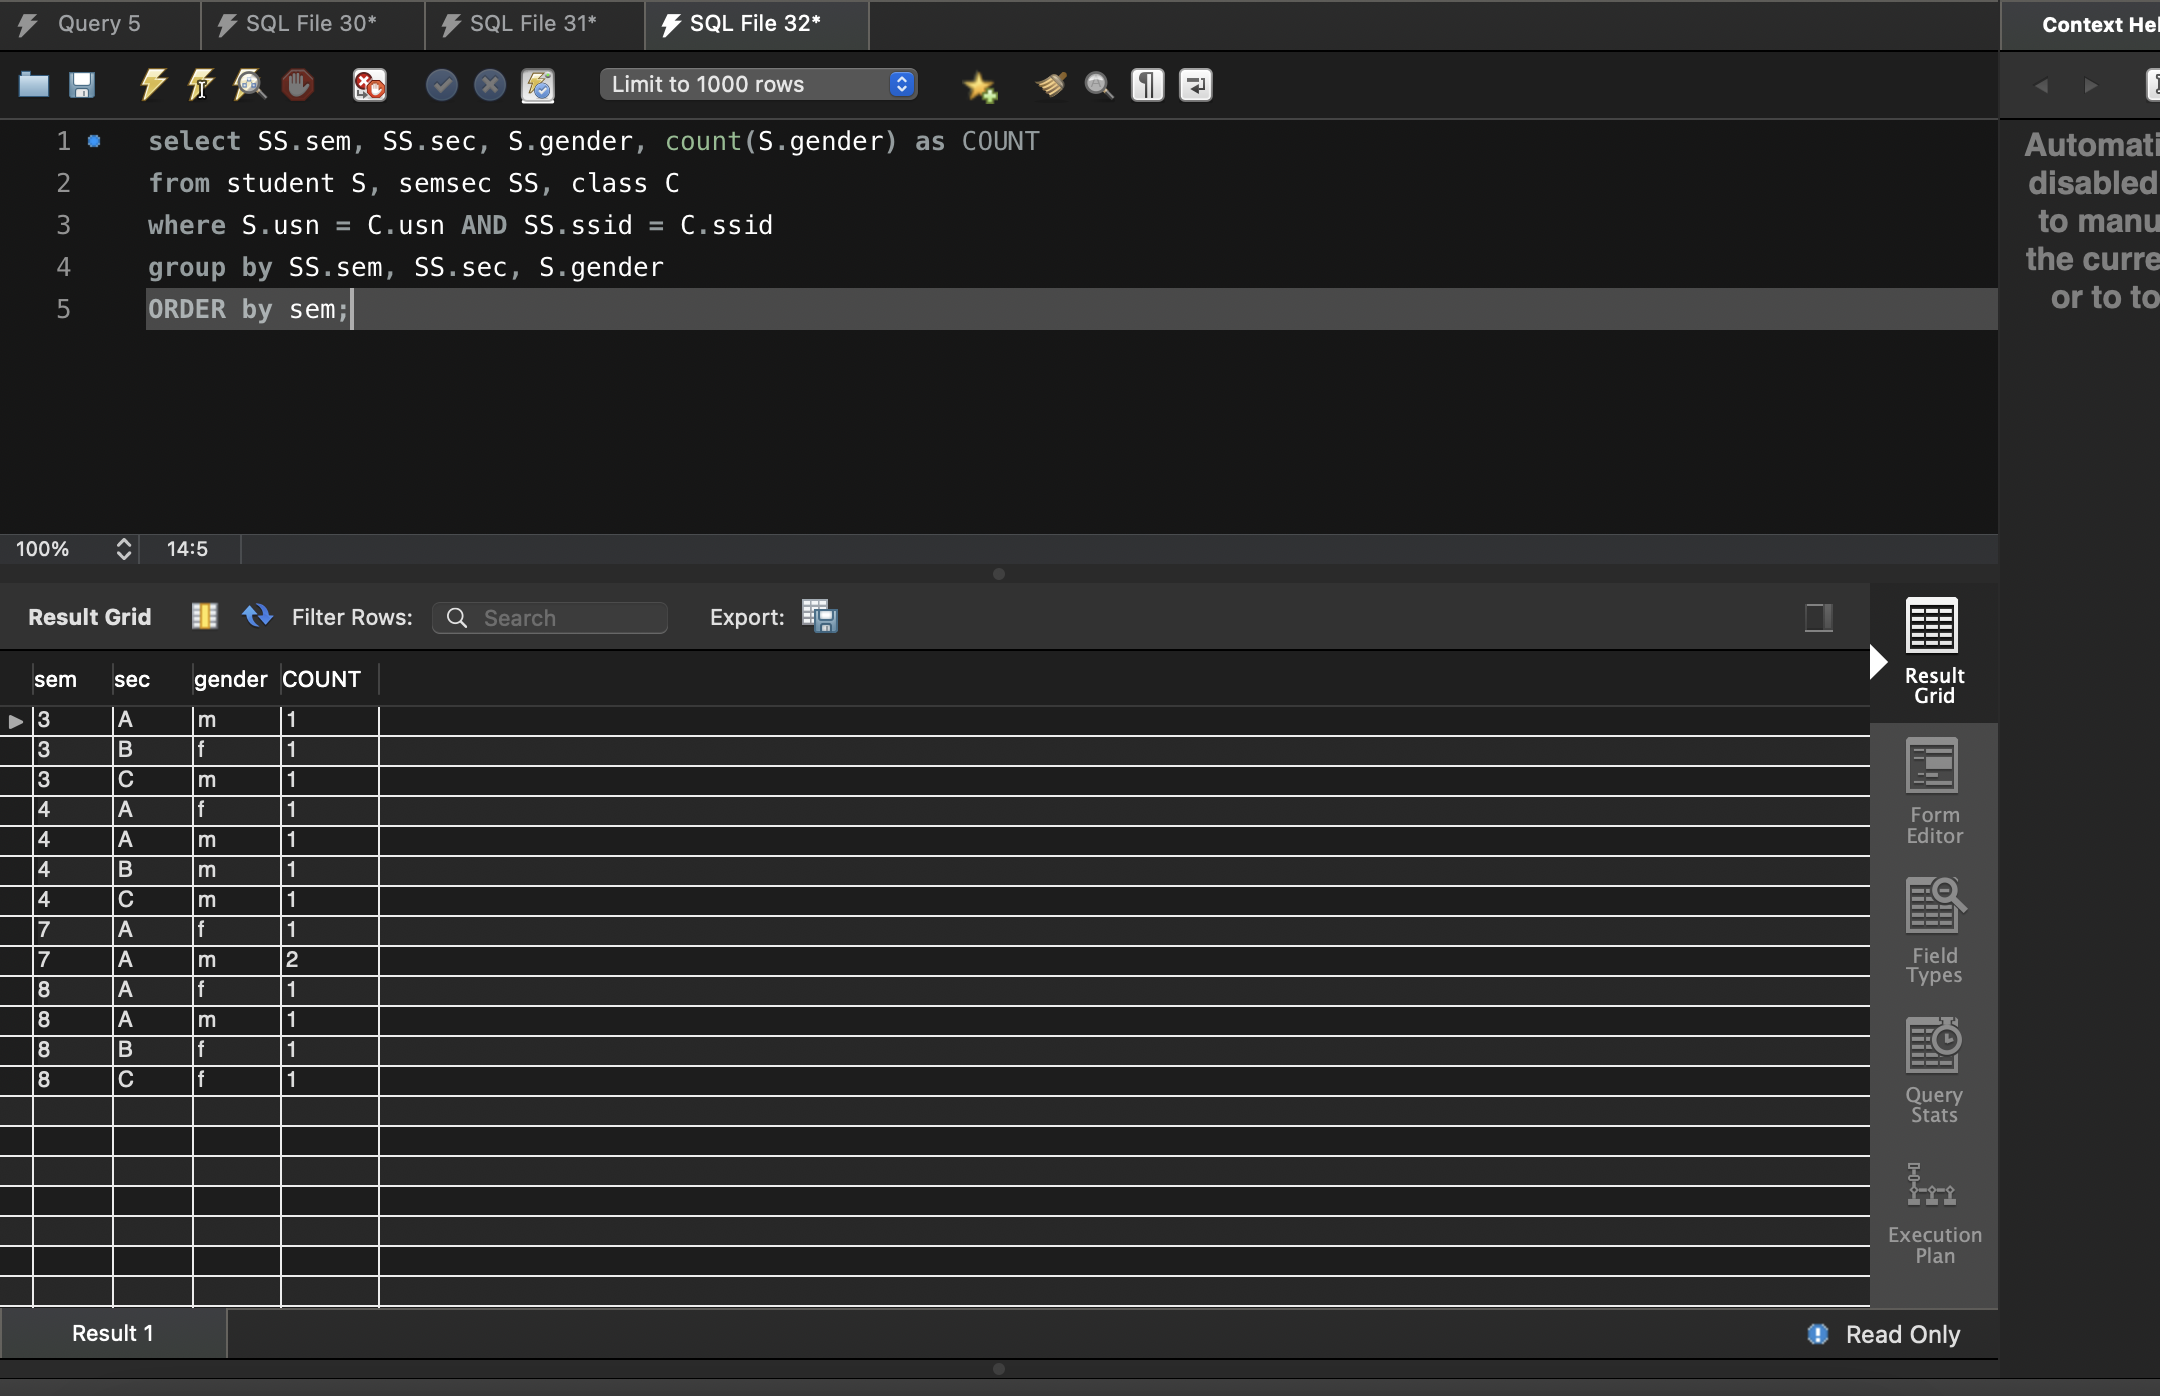 Query 5
SQL File 30*
SQL File 31*
SQL File 32*
Context Hel
Limit to 1000 rows
1 select SS.sem, SS.sec, S.gender, count(S.gender) as COUNT
2 from student S, semsec SS, class C
3 where S.usn = C.usn AND SS.ssid = C.ssid
4 group by SS.sem, SS.sec, S.gender
5 ORDER by sem;
Automati
disabled
to manu
the curre
or to to
100% 14:5
Result Grid Filter Rows: Search Export:
sem sec gender COUNT
3 A m 1
3 B f 1
3 C m 1
4 A f 1
4 A m 1
4 B m 1
4 C m 1
7 A f 1
7 A m 2
8 A f 1
8 A m 1
8 B f 1
8 C f 1
Result
Grid
Form
Editor
Field
Types
Query
Stats
Execution
Plan
Result 1
Read Only